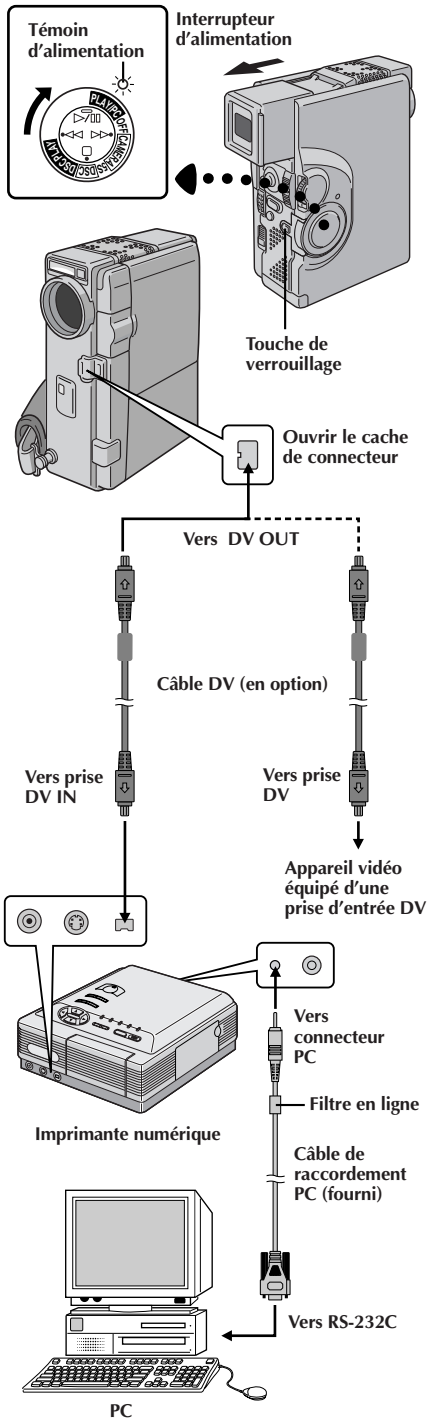 Témoin
d'alimentation
Interrupteur
d'alimentation
PLAY/PC
OFF
CAMERA
5S
DSC
DSC PLAY
Touche de
verrouillage
Ouvrir le cache
de connecteur
Vers DV OUT
Câble DV (en option)
Vers prise
DV IN
Vers prise
DV
Appareil vidéo
équipé d'une
prise d'entrée DV
Vers
connecteur
PC
Filtre en ligne
Imprimante numérique
Câble de
raccordement
PC (fourni)
Vers RS-232C
PC